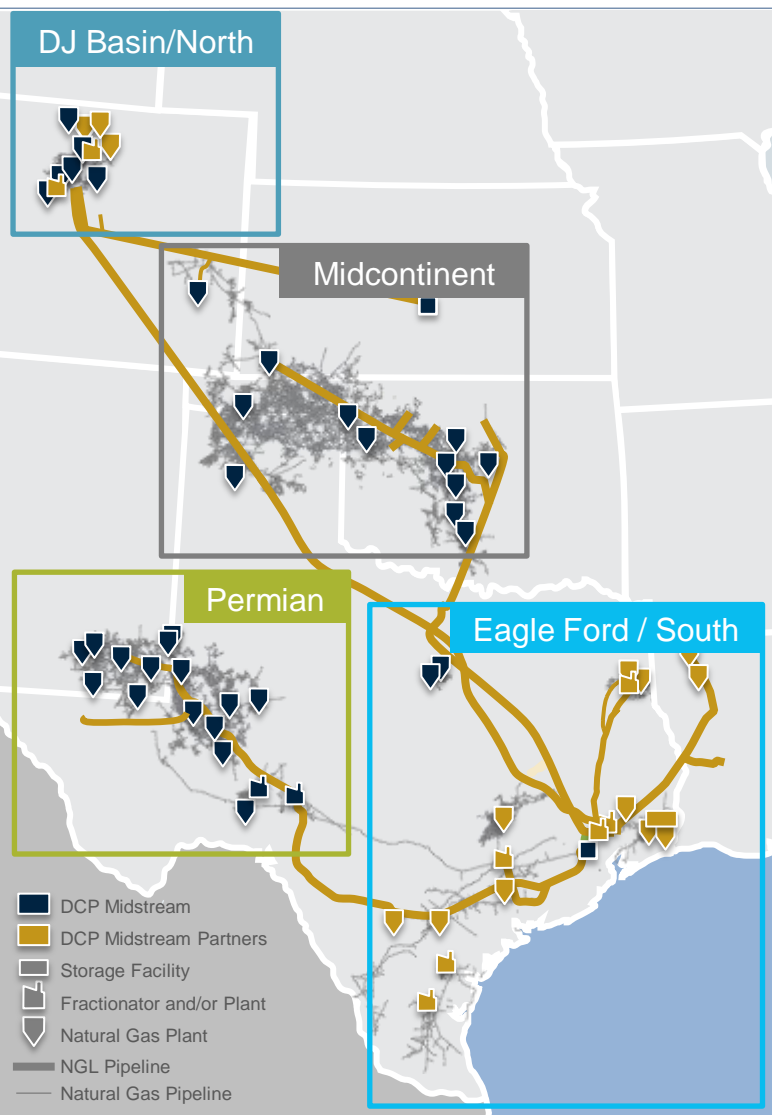 DJ Basin/North
Midcontinent
Permian
Eagle Ford / South
DCP Midstream
DCP Midstream Partners
Storage Facility
Fractionator and/or Plant
Natural Gas Plant
NGL Pipeline
Natural Gas Pipeline